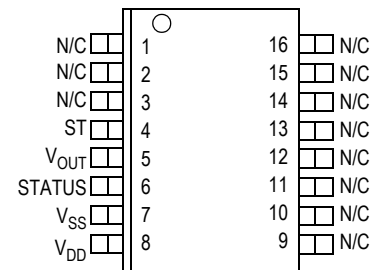 N/C 1 16 N/C
N/C 2 15 N/C
N/C 3 14 N/C
ST 4 13 N/C
VOUT 5 12 N/C
STATUS 6 11 N/C
VSS 7 10 N/C
VDD 8 9 N/C